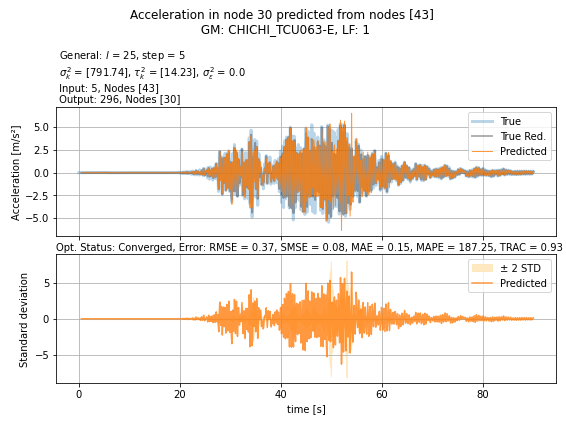 Acceleration in node 30 predicted from nodes [43]
GM: CHICHI_TCU063-E, LF: 1
General: l = 25, step = 5
σ²ₖ = [791.74], τ²ₖ = [14.23], σ²ε = 0.0
Input: 5, Nodes [43]
Output: 296, Nodes [30]
Acceleration [m/s²]
5.0
2.5
0.0
−2.5
−5.0
True
True Red.
Predicted
Opt. Status: Converged, Error: RMSE = 0.37, SMSE = 0.08, MAE = 0.15, MAPE = 187.25, TRAC = 0.93
Standard deviation
5
0
−5
± 2 STD
Predicted
0 20 40 60 80
time [s]